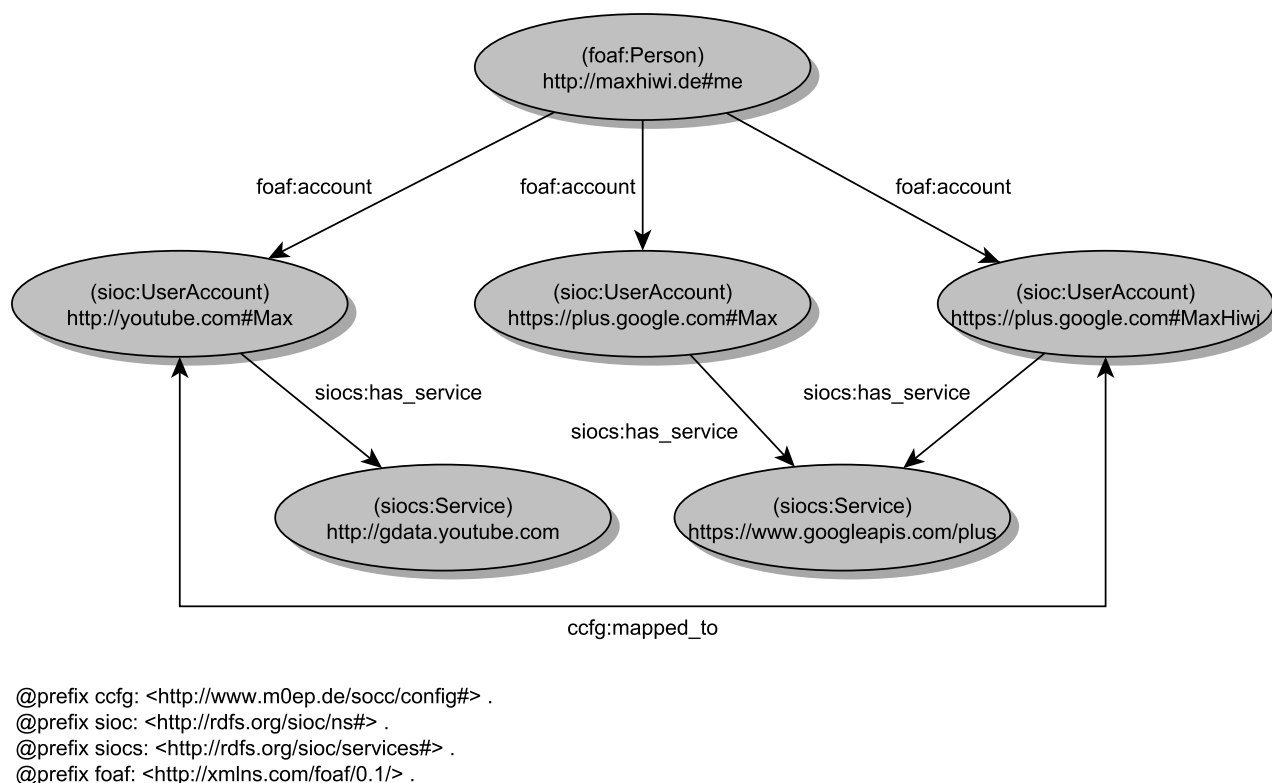 (foaf:Person)
http://maxhiwi.de#me
foaf:account
foaf:account
foaf:account
(sioc:UserAccount)
http://youtube.com#Max
(sioc:UserAccount)
https://plus.google.com#Max
(sioc:UserAccount)
https://plus.google.com#MaxHiwi
siocs:has_service
siocs:has_service
siocs:has_service
(siocs:Service)
http://gdata.youtube.com
(siocs:Service)
https://www.googleapis.com/plus
ccfg:mapped_to
@prefix ccfg: <http://www.m0ep.de/socc/config#> .
@prefix sioc: <http://rdfs.org/sioc/ns#> .
@prefix siocs: <http://rdfs.org/sioc/services#> .
@prefix foaf: <http://xmlns.com/foaf/0.1/> .